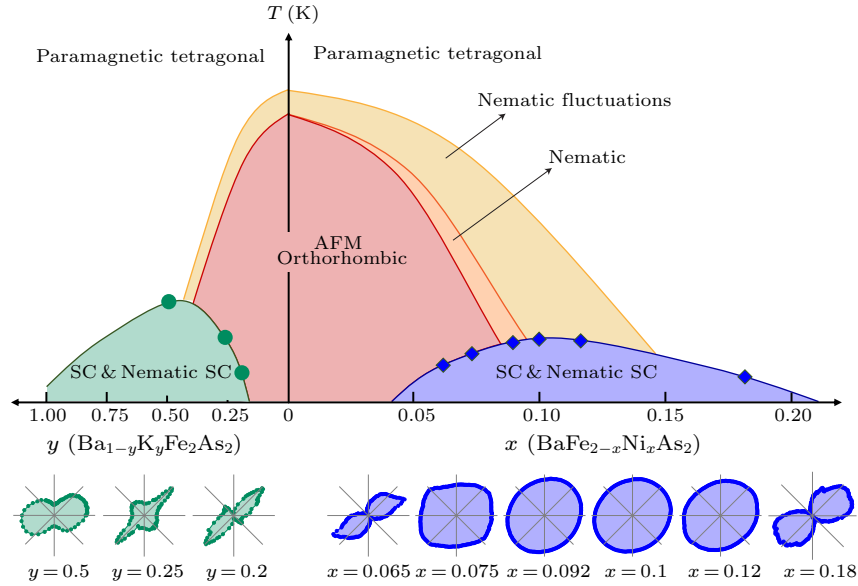 T (K)
Paramagnetic tetragonal
Paramagnetic tetragonal
Nematic fluctuations
Nematic
AFM
Orthorhombic
SC & Nematic SC
SC & Nematic SC
1.00 0.75 0.50 0.25 0 0.05 0.10 0.15 0.20
y (Ba₁₋yKyFe₂As₂)
x (BaFe₂₋ₓNiₓAs₂)
y = 0.5
y = 0.25
y = 0.2
x = 0.065
x = 0.075
x = 0.092
x = 0.1
x = 0.12
x = 0.18